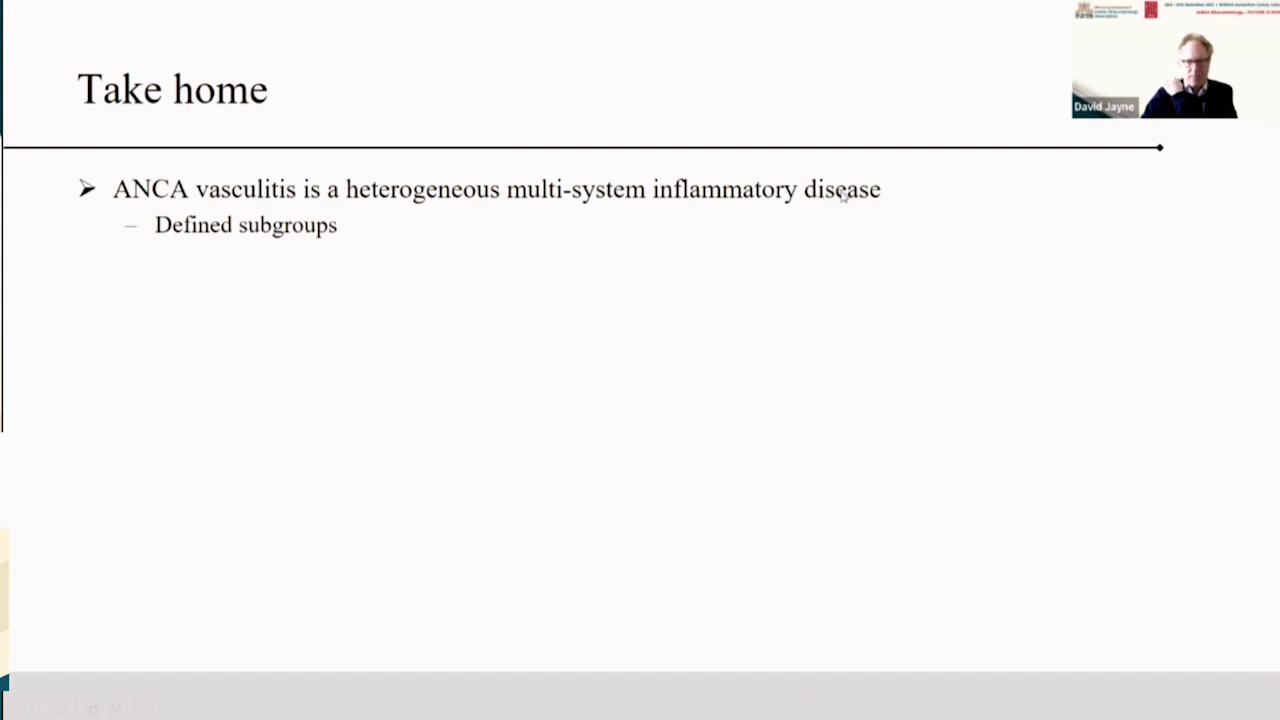 Take home
David Jayne
ANCA vasculitis is a heterogeneous multi-system inflammatory disease
– Defined subgroups